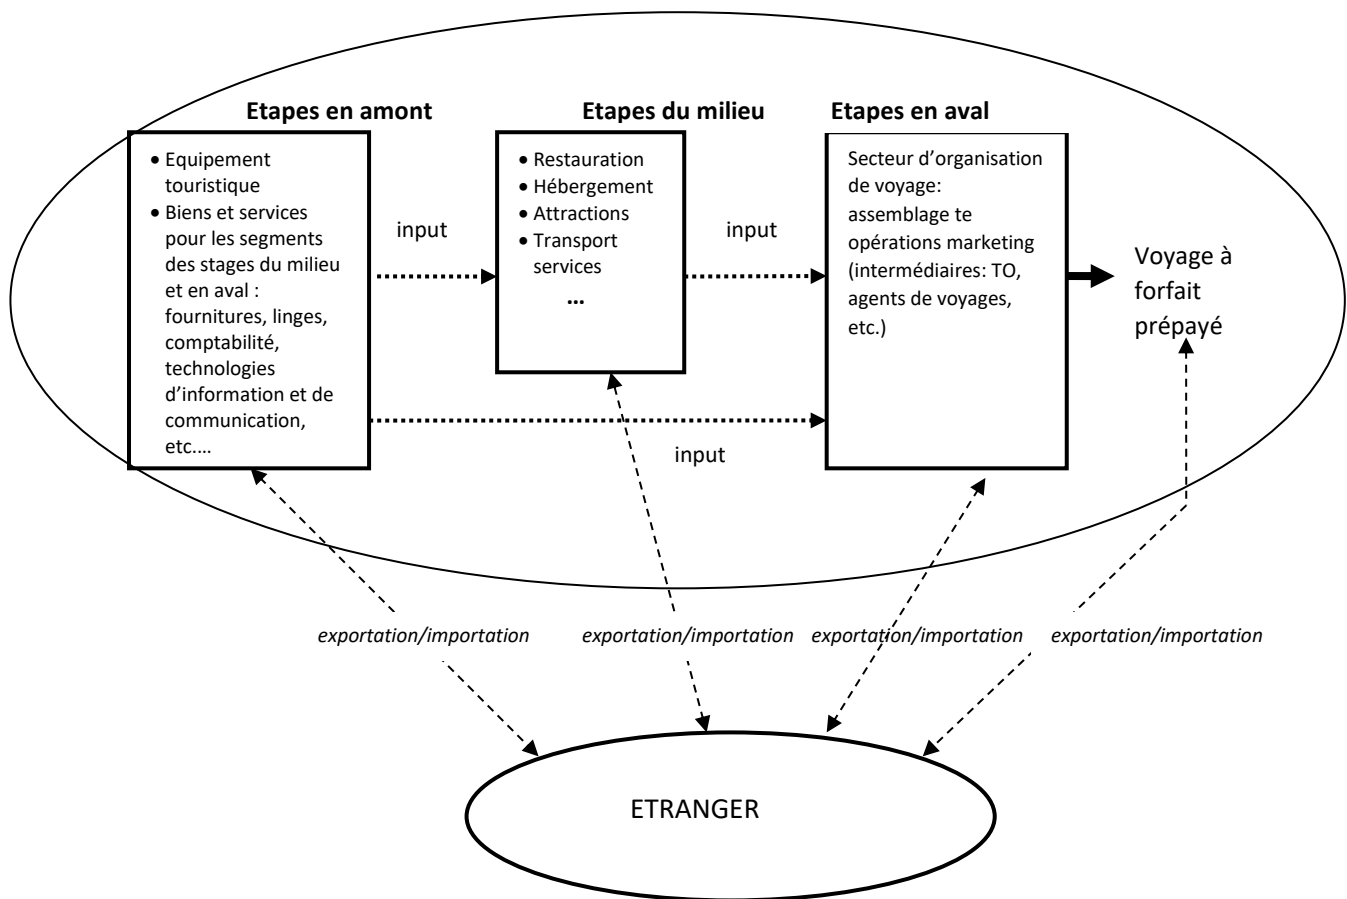 Etapes en amont
Etapes du milieu
Etapes en aval
• Equipement
touristique
• Biens et services
pour les segments
des stages du milieu
et en aval :
fournitures, linges,
comptabilité,
technologies
d’information et de
communication,
etc.…
input
• Restauration
• Hébergement
• Attractions
• Transport
services
...
input
Secteur d’organisation
de voyage:
assemblage te
opérations marketing
(intermédiaires: TO,
agents de voyages,
etc.)
Voyage à
forfait
prépayé
input
exportation/importation
exportation/importation
exportation/importation
exportation/importation
ETRANGER